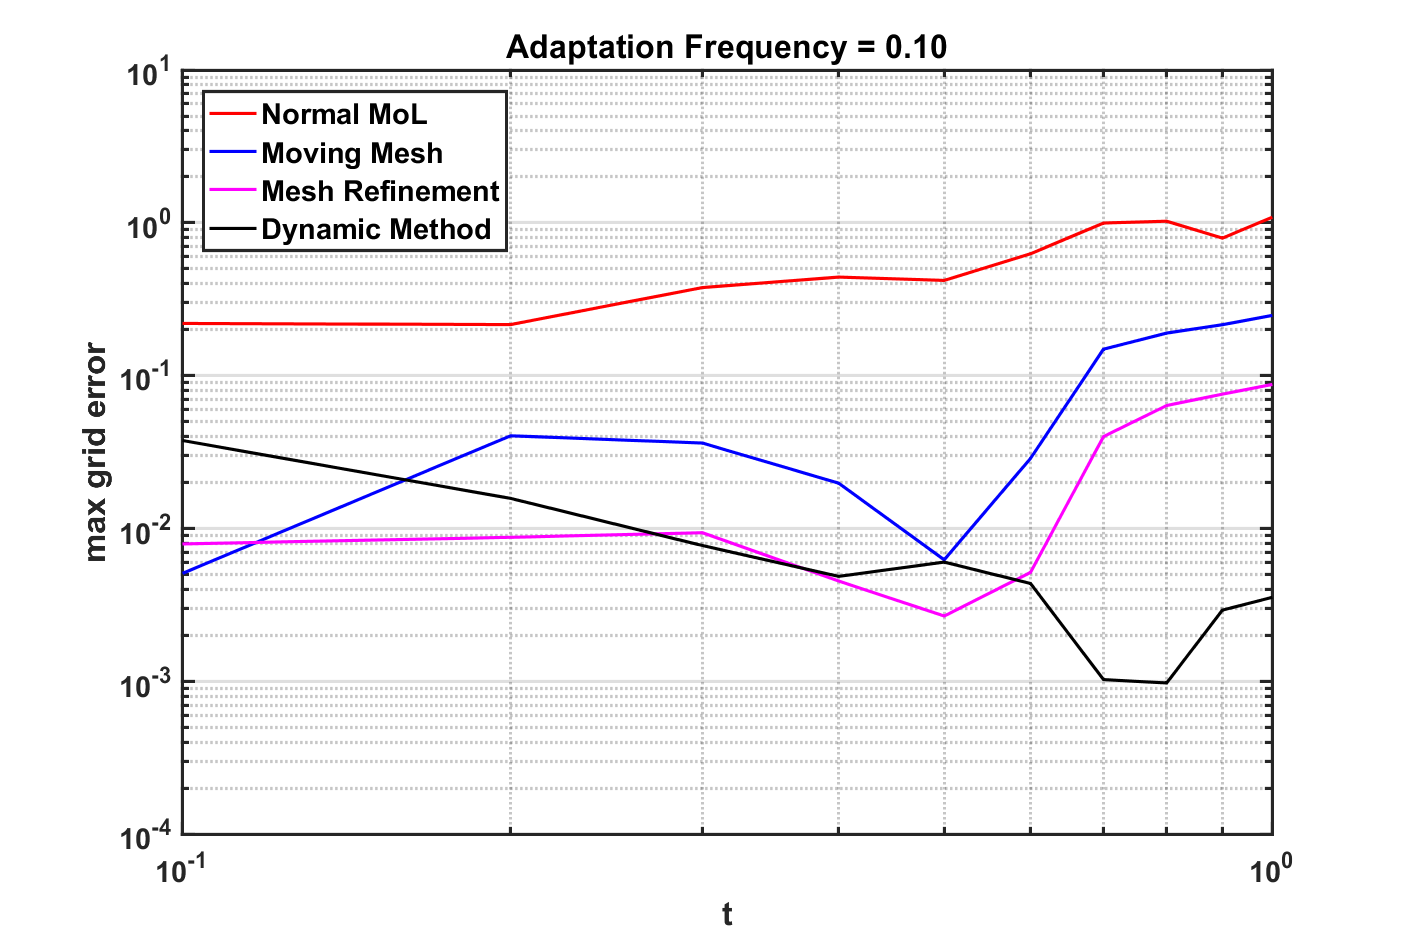 Adaptation Frequency = 0.10
10^1
Normal MoL
Moving Mesh
Mesh Refinement
Dynamic Method
10^0
10^-1
max grid error
10^-2
10^-3
10^-4
10^-1
10^0
t